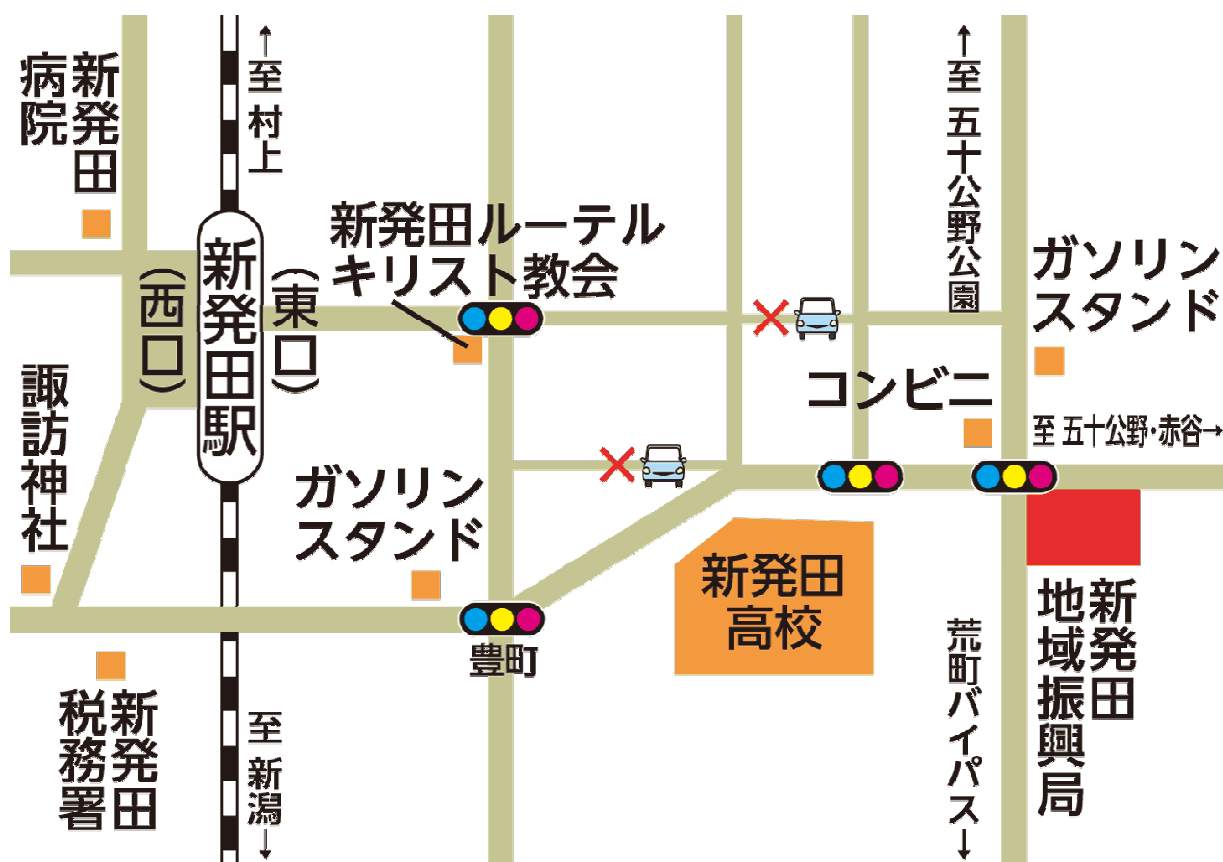 新発田
病院
↑至 村上
新発田ルーテル
キリスト教会
↑至 五十公野公園
ガソリン
スタンド
(西口)
新発田駅
(東口)
諏訪神社
コンビニ
至 五十公野・赤谷→
ガソリン
スタンド
新発田
高校
豊町
新発田
税務署
至 新潟↓
荒町バイパス↓
新発田
地域振興局